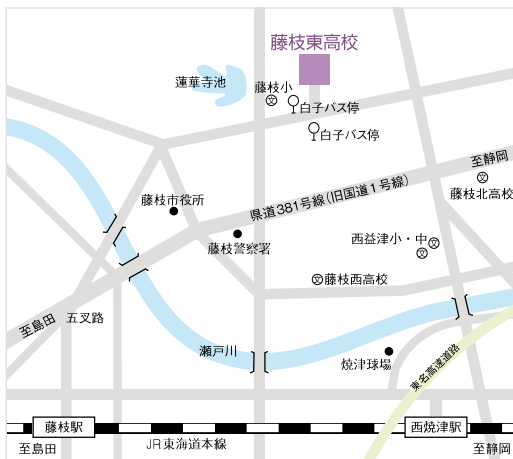 藤枝東高校
蓮華寺池
藤枝小
文
白子バス停
白子バス停
至静岡
文
県道381号線(旧国道1号線)
藤枝北高校
藤枝市役所
藤枝警察署
西益津小・中
文
文
文藤枝西高校
至島田
五叉路
瀬戸川
焼津球場
東名高速道路
藤枝駅
西焼津駅
至島田
JR東海道本線
至静岡